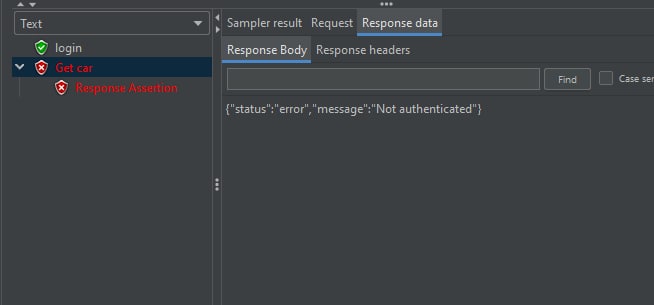 Text
Sampler result Request Response data
login
Response Body Response headers
Get car
Find Case ser
Response Assertion
{"status":"error","message":"Not authenticated"}